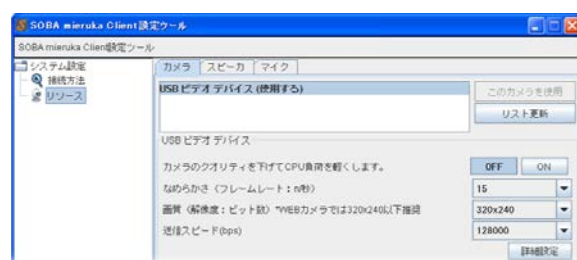 SOBA mieruka Client設定ツール
SOBA mieruka Client設定ツール
システム設定
接続方法
リソース
カメラ スピーカ マイク
USB ビデオ デバイス (使用する)
このカメラを使用
リスト更新
USB ビデオ デバイス
カメラのクオリティを下げてCPU負荷を軽くします。 OFF ON
なめらかさ（フレームレート：n/秒） 15
画質（解像度：ビット数）*WEBカメラでは320x240以下推奨 320x240
送信スピード(bps) 128000
詳細設定